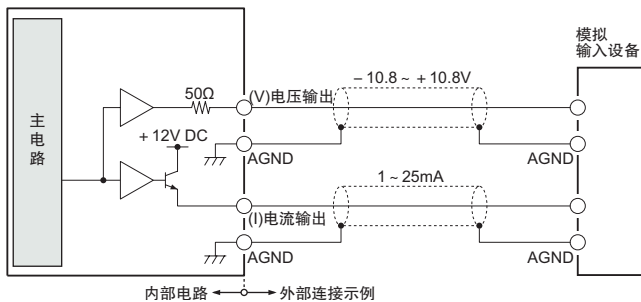 模拟
输入设备
－10.8～＋10.8V
50Ω
(V)电压输出
主电路
＋12V DC
AGND
AGND
1～25mA
(I)电流输出
AGND
AGND
内部电路
外部连接示例